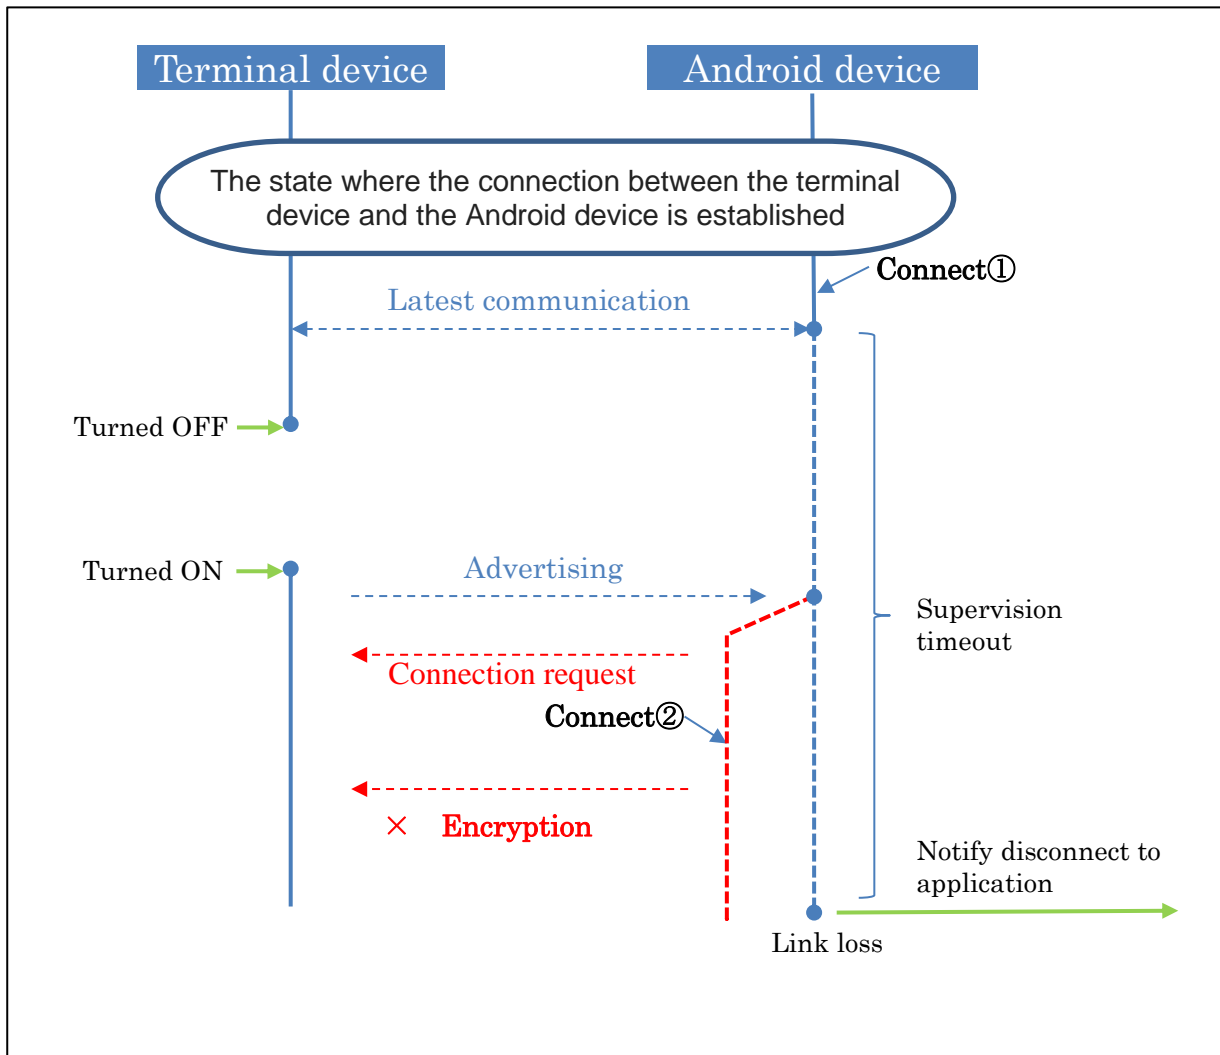 Terminal device
Android device
The state where the connection between the terminal
device and the Android device is established
Connect①
Latest communication
Turned OFF
Turned ON
Advertising
Supervision
timeout
Connection request
Connect②
× Encryption
Notify disconnect to
application
Link loss